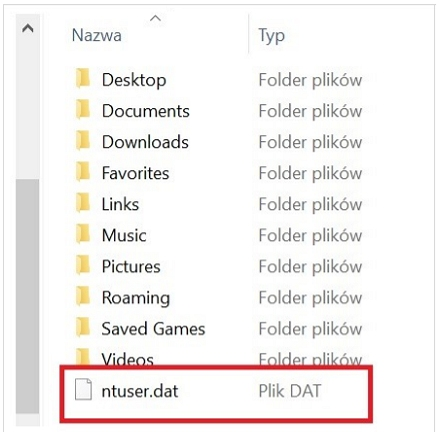 Nazwa Typ
Desktop Folder plików
Documents Folder plików
Downloads Folder plików
Favorites Folder plików
Links Folder plików
Music Folder plików
Pictures Folder plików
Roaming Folder plików
Saved Games Folder plików
Videos Folder plików
ntuser.dat Plik DAT